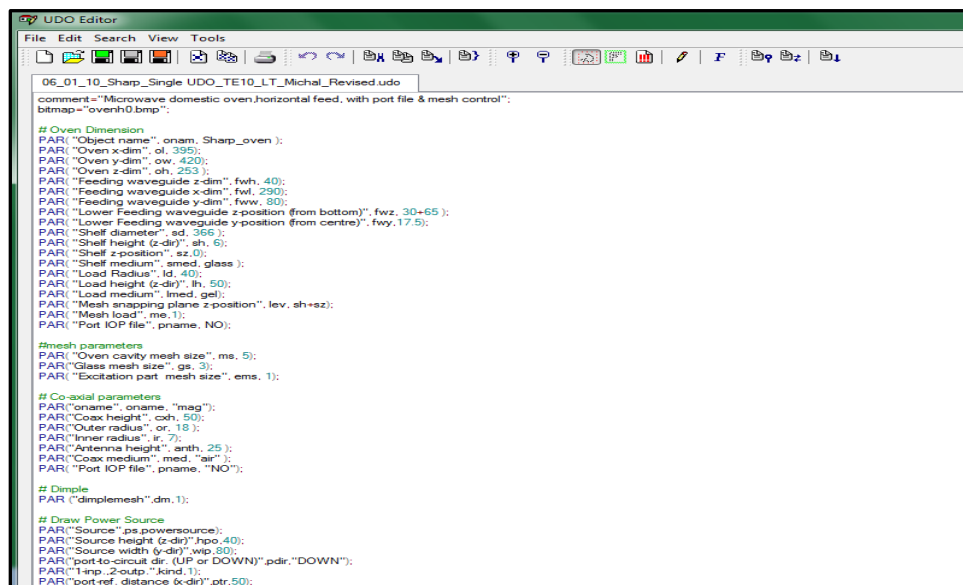 UDO Editor
File Edit Search View Tools
06_01_10_Sharp_Single UDO_TE10_LT_Michal_Revised.udo
comment="Microwave domestic oven,horizontal feed, with port file & mesh control";
bitmap="ovenh0.bmp";
# Oven Dimension
PAR( "Object name", onam, Sharp_oven );
PAR( "Oven x-dim", ol, 395);
PAR( "Oven y-dim", ow, 420);
PAR( "Oven z-dim", oh, 253 );
PAR( "Feeding waveguide z-dim", fwh, 40);
PAR( "Feeding waveguide x-dim", fwl, 290);
PAR( "Feeding waveguide y-dim", fww, 80);
PAR( "Lower Feeding waveguide z-position (from bottom)", fwz, 30+65 );
PAR( "Lower Feeding waveguide y-position (from centre)", fwy,17.5);
PAR( "Shelf diameter", sd, 366 );
PAR( "Shelf height (z-dir)", sh, 6);
PAR( "Shelf z-position", sz,0);
PAR( "Shelf medium", smed, glass );
PAR( "Load Radius", ld, 40);
PAR( "Load height (z-dir)", lh, 50);
PAR( "Load medium", lmed, gel);
PAR( "Mesh snapping plane z-position", lev, sh+sz);
PAR( "Mesh load", me,1);
PAR( "Port IOP file", pname, NO);
#mesh parameters
PAR( "Oven cavity mesh size", ms, 5);
PAR("Glass mesh size", gs, 3);
PAR( "Excitation part mesh size", ems, 1);
# Co-axial parameters
PAR("oname", oname, "mag");
PAR("Coax height", cxh, 50);
PAR("Outer radius", or, 18 );
PAR("Inner radius", ir, 7);
PAR("Antenna height", anth, 25 );
PAR("Coax medium", med, "air" );
PAR( "Port IOP file", pname, "NO");
# Dimple
PAR ("dimplemesh",dm,1);
# Draw Power Source
PAR("Source",ps,powersource);
PAR("Source height (z-dir)",hpo,40);
PAR("Source width (y-dir)",wip,80);
PAR("port-to-circuit dir. (UP or DOWN)",pdir,"DOWN");
PAR("1-inp.,2-outp.",kind,1);
PAR("port-ref. distance (x-dir)",ptr,50);